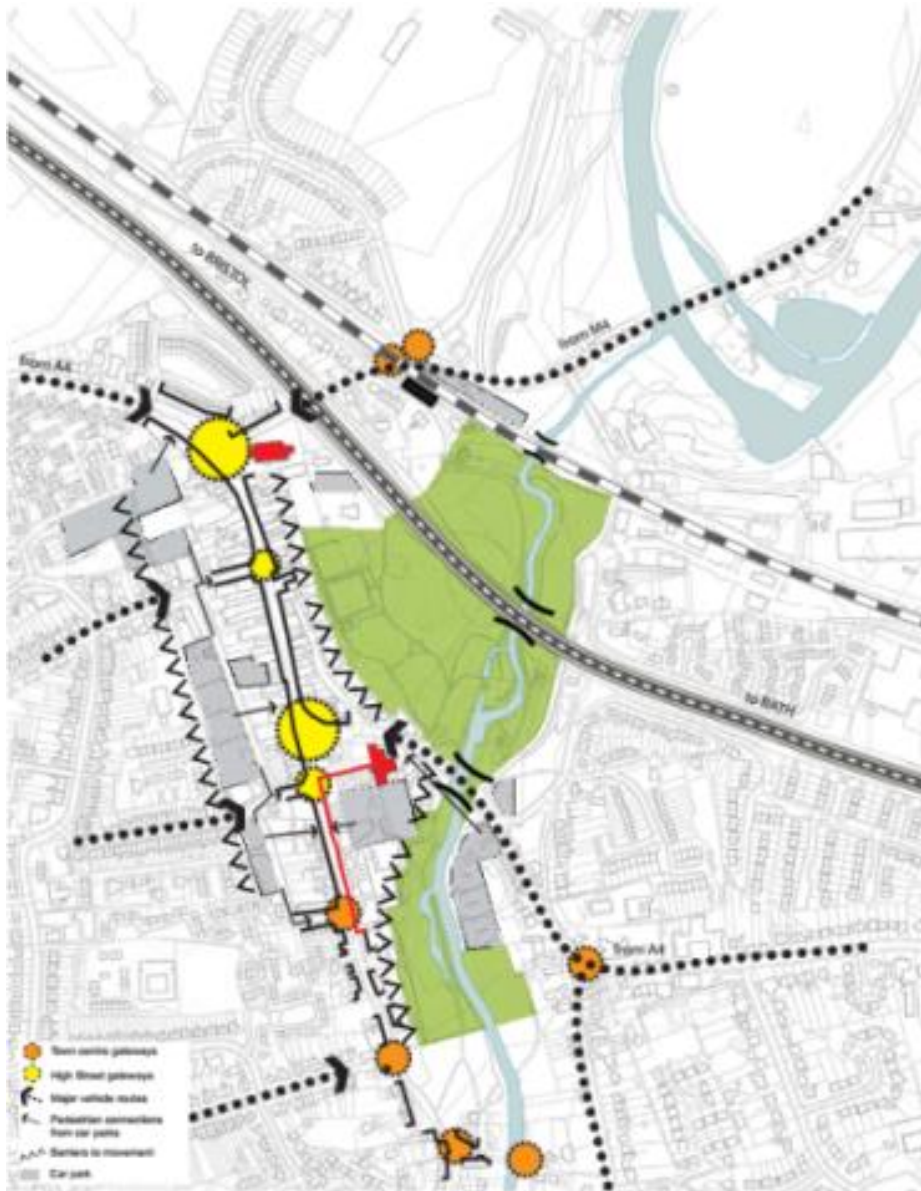 to BRISTOL
from M4
from A4
to BATH
from A4
Town centre gateways
High Street gateways
Major vehicle routes
Pedestrian connections
from car parks
Barriers to movement
Car park